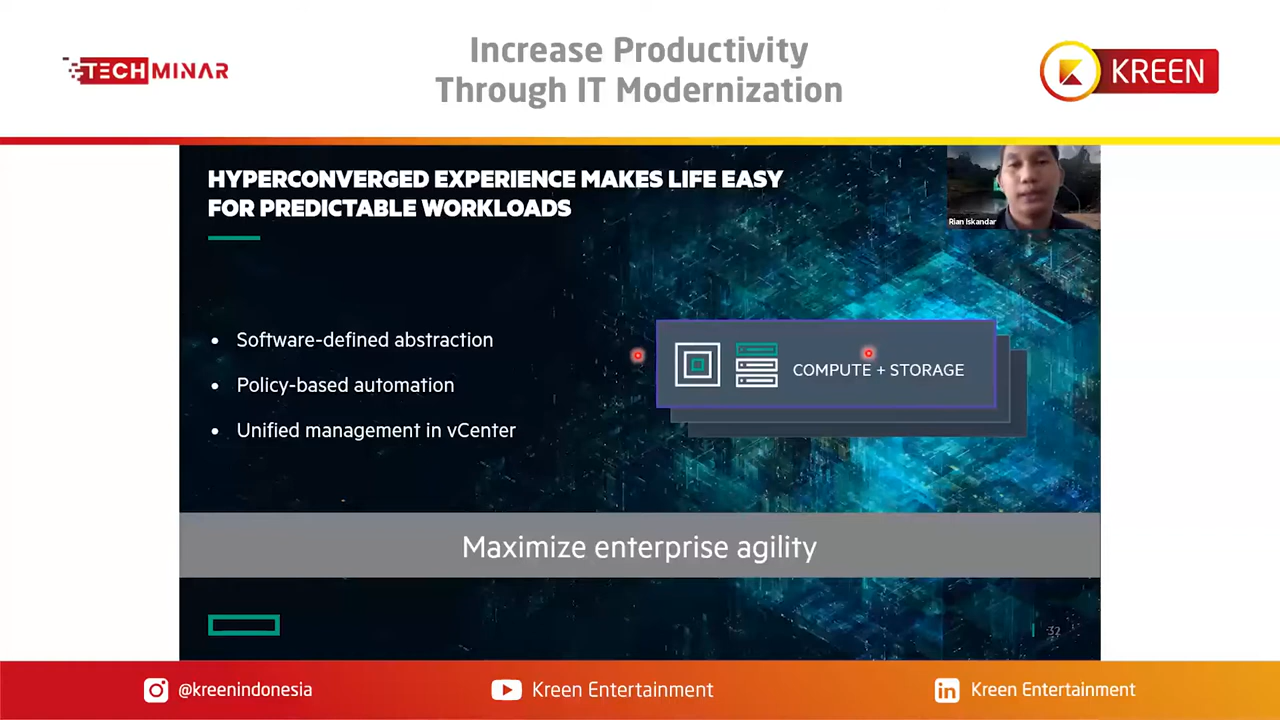 TECHMINAR
Increase Productivity
Through IT Modernization
KREEN
HYPERCONVERGED EXPERIENCE MAKES LIFE EASY
FOR PREDICTABLE WORKLOADS
Rian Iskandar
• Software-defined abstraction
• Policy-based automation
• Unified management in vCenter
COMPUTE + STORAGE
Maximize enterprise agility
32
@kreenindonesia
Kreen Entertainment
in Kreen Entertainment